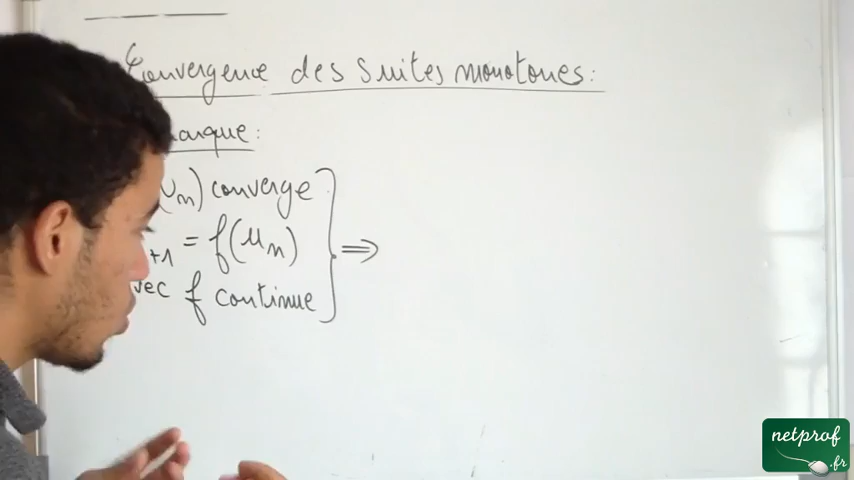 Convergence des suites monotones:
arque:
(Un) converge
+1 = f(Un)
vec f continue
⇒
netprof
.fr